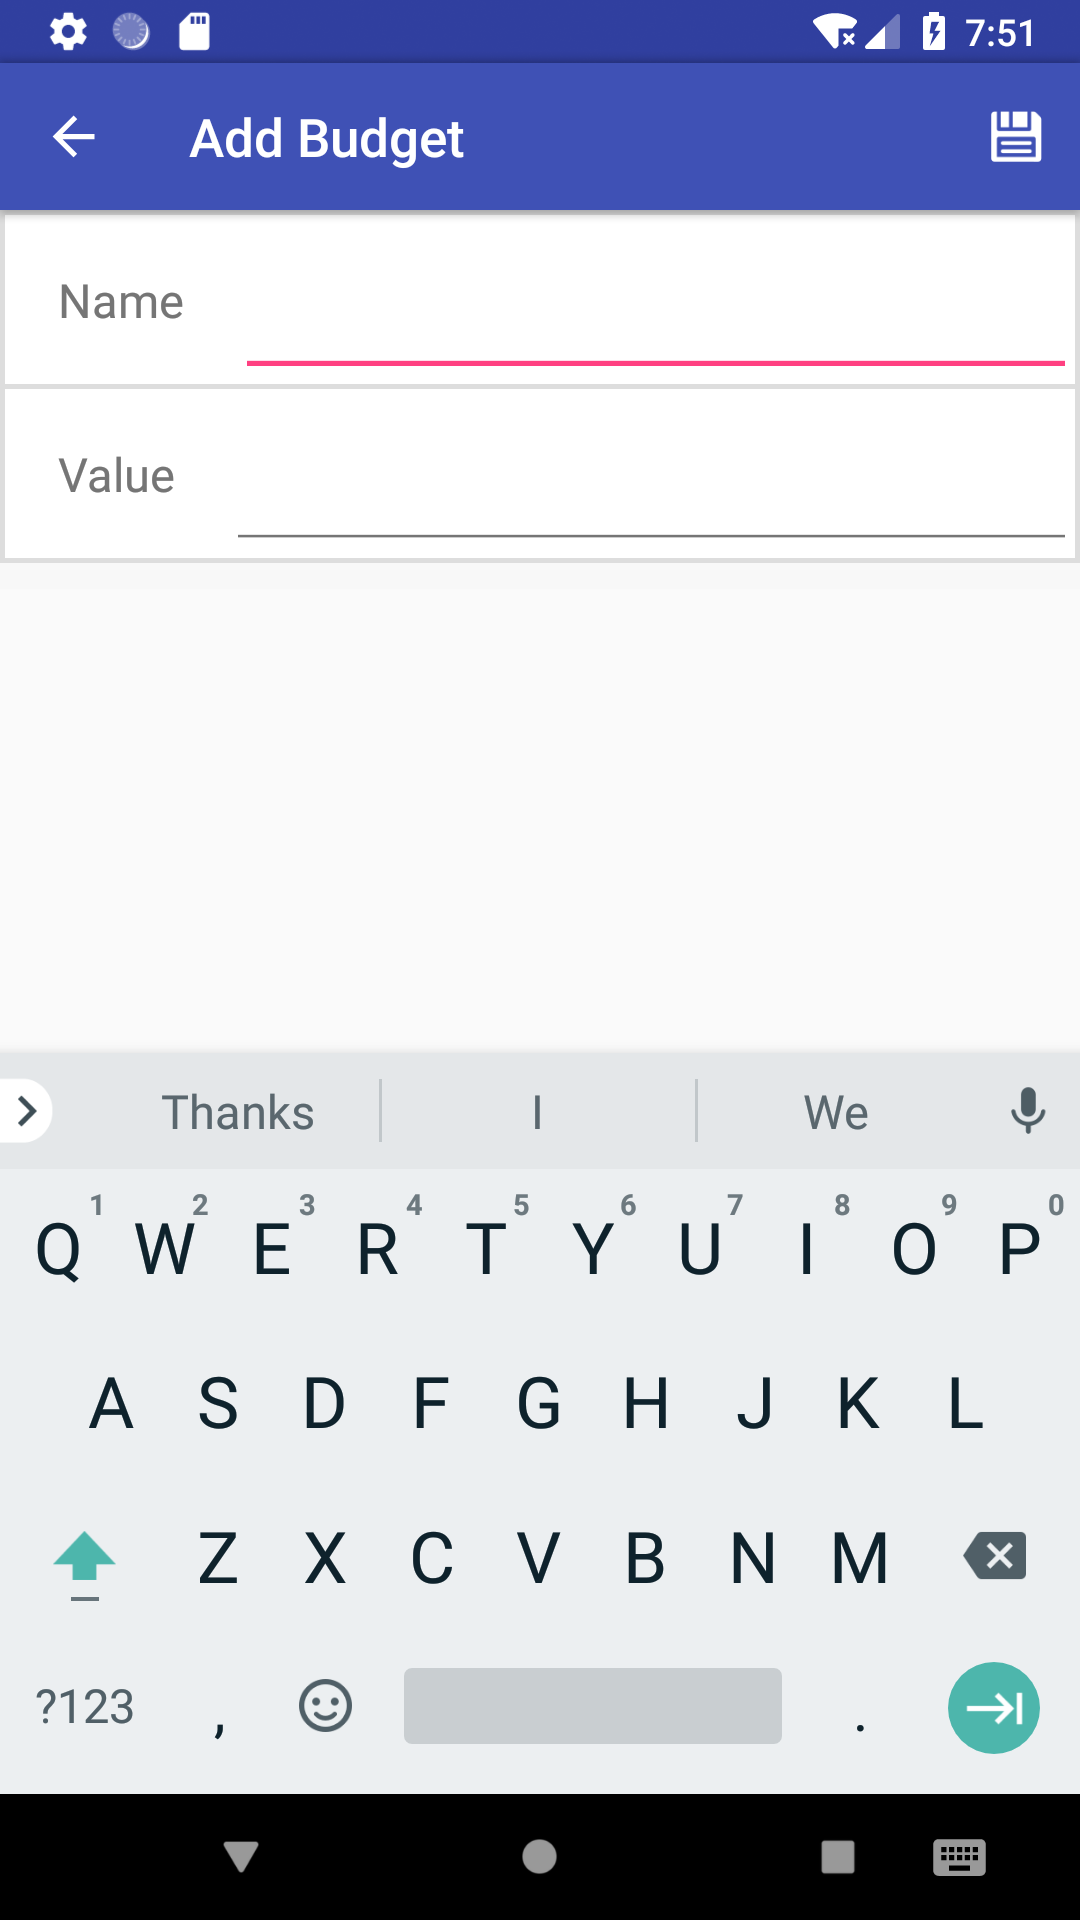 7:51
Add Budget
Name
Value
Thanks I We
1 2 3 4 5 6 7 8 9 0
Q W E R T Y U I O P
A S D F G H J K L
Z X C V B N M
?123 , .